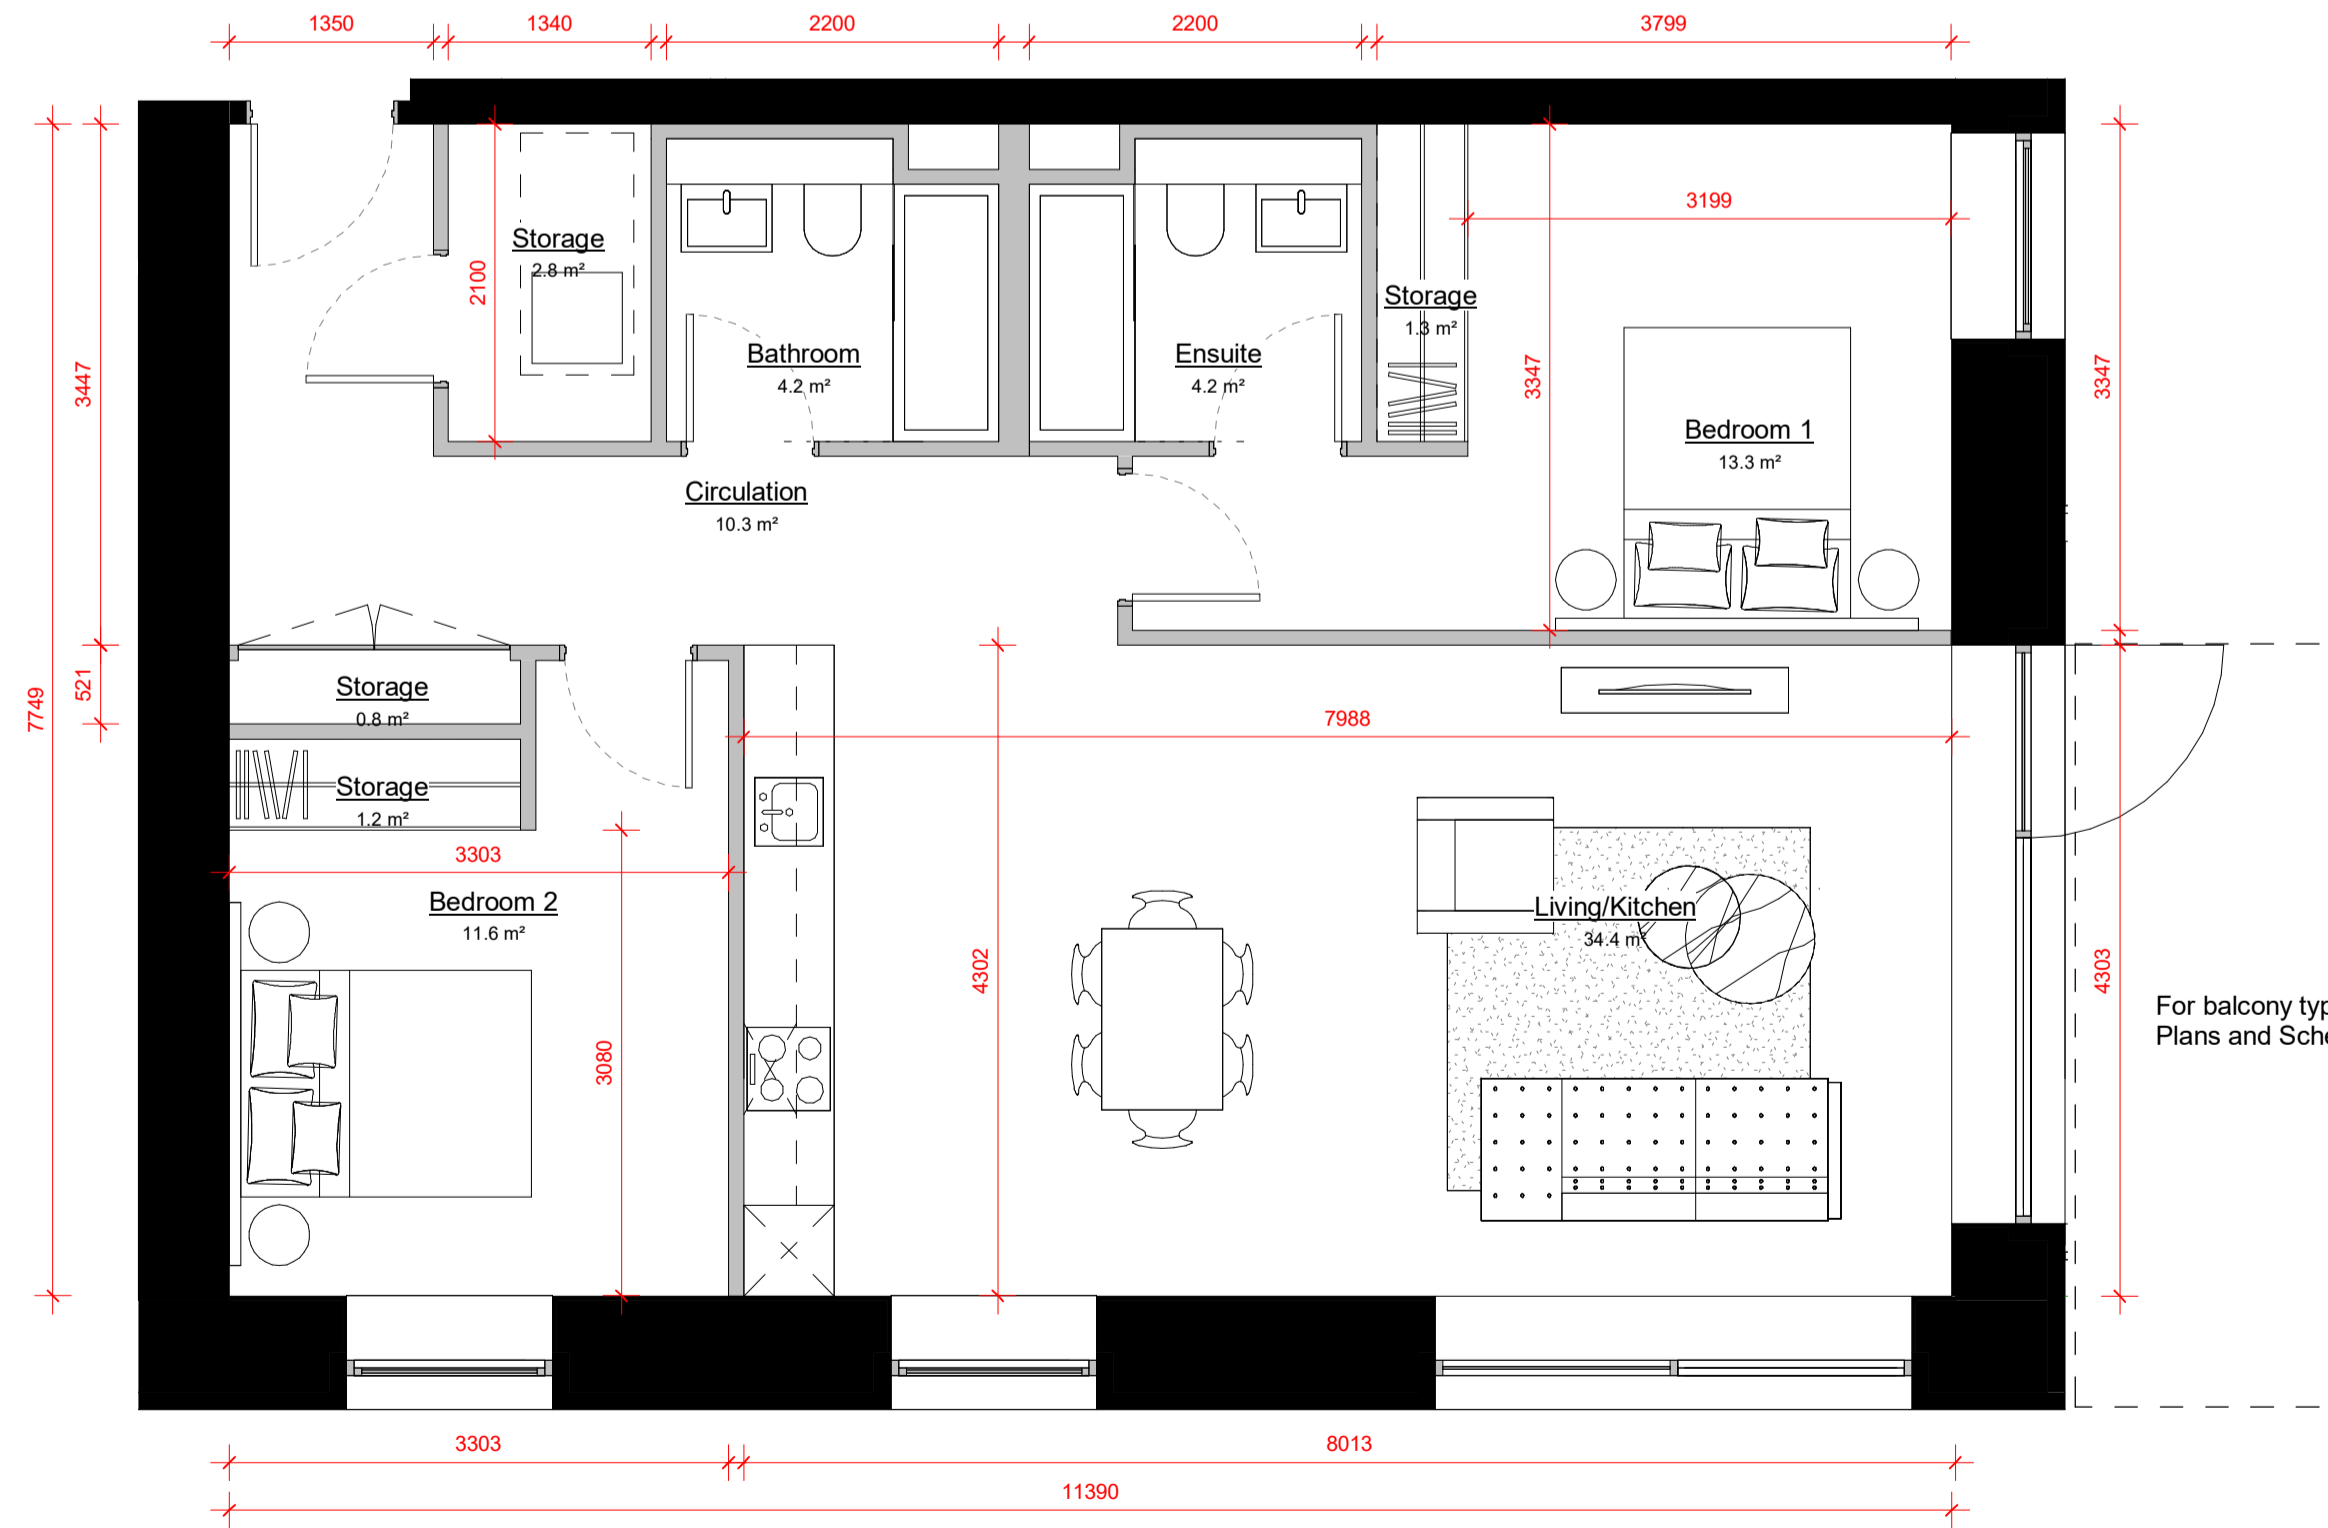 1350
1340
2200
2200
3799
3199
Storage
2.8 m²
2100
Storage
1.3 m²
Bathroom
4.2 m²
Ensuite
4.2 m²
3447
3347
3347
Bedroom 1
13.3 m²
Circulation
10.3 m²
Storage
0.8 m²
521
7749
7988
Storage
1.2 m²
3303
Bedroom 2
11.6 m²
Living/Kitchen
34.4 m²
4302
4303
3080
For balcony typ
Plans and Sche
3303
8013
11390